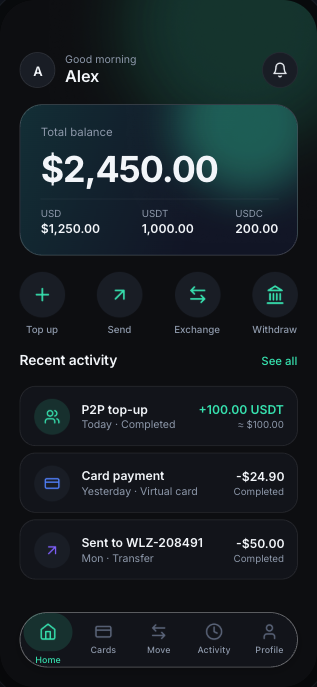 Good morning
A
Alex
Total balance
$2,450.00
USD USDT USDC
$1,250.00 1,000.00 200.00
Top up Send Exchange Withdraw
Recent activity See all
P2P top-up +100.00 USDT
Today · Completed ≈ $100.00
Card payment -$24.90
Yesterday · Virtual card Completed
Sent to WLZ-208491 -$50.00
Mon · Transfer Completed
Home Cards Move Activity Profile